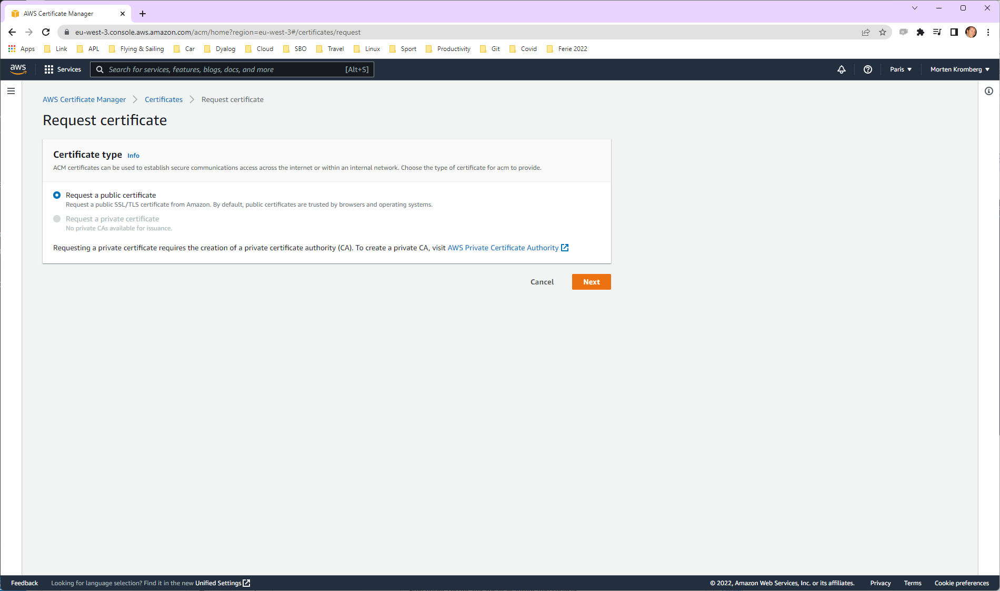 AWS Certificate Manager
eu-west-3.console.aws.amazon.com/acm/home?region=eu-west-3#/certificates/request
Apps Link APL Flying & Sailing Car Dyalog Cloud SBO Travel Linux Sport Productivity Git Covid Ferie 2022
aws Services Search for services, features, blogs, docs, and more [Alt+S] Paris Morten Kromberg
AWS Certificate Manager Certificates Request certificate
Request certificate
Certificate type Info
ACM certificates can be used to establish secure communications access across the internet or within an internal network. Choose the type of certificate for acm to provide.
Request a public certificate
Request a public SSL/TLS certificate from Amazon. By default, public certificates are trusted by browsers and operating systems.
Request a private certificate
No private CAs available for issuance.
Requesting a private certificate requires the creation of a private certificate authority (CA). To create a private CA, visit AWS Private Certificate Authority
Cancel Next
Feedback Looking for language selection? Find it in the new Unified Settings © 2022, Amazon Web Services, Inc. or its affiliates. Privacy Terms Cookie preferences